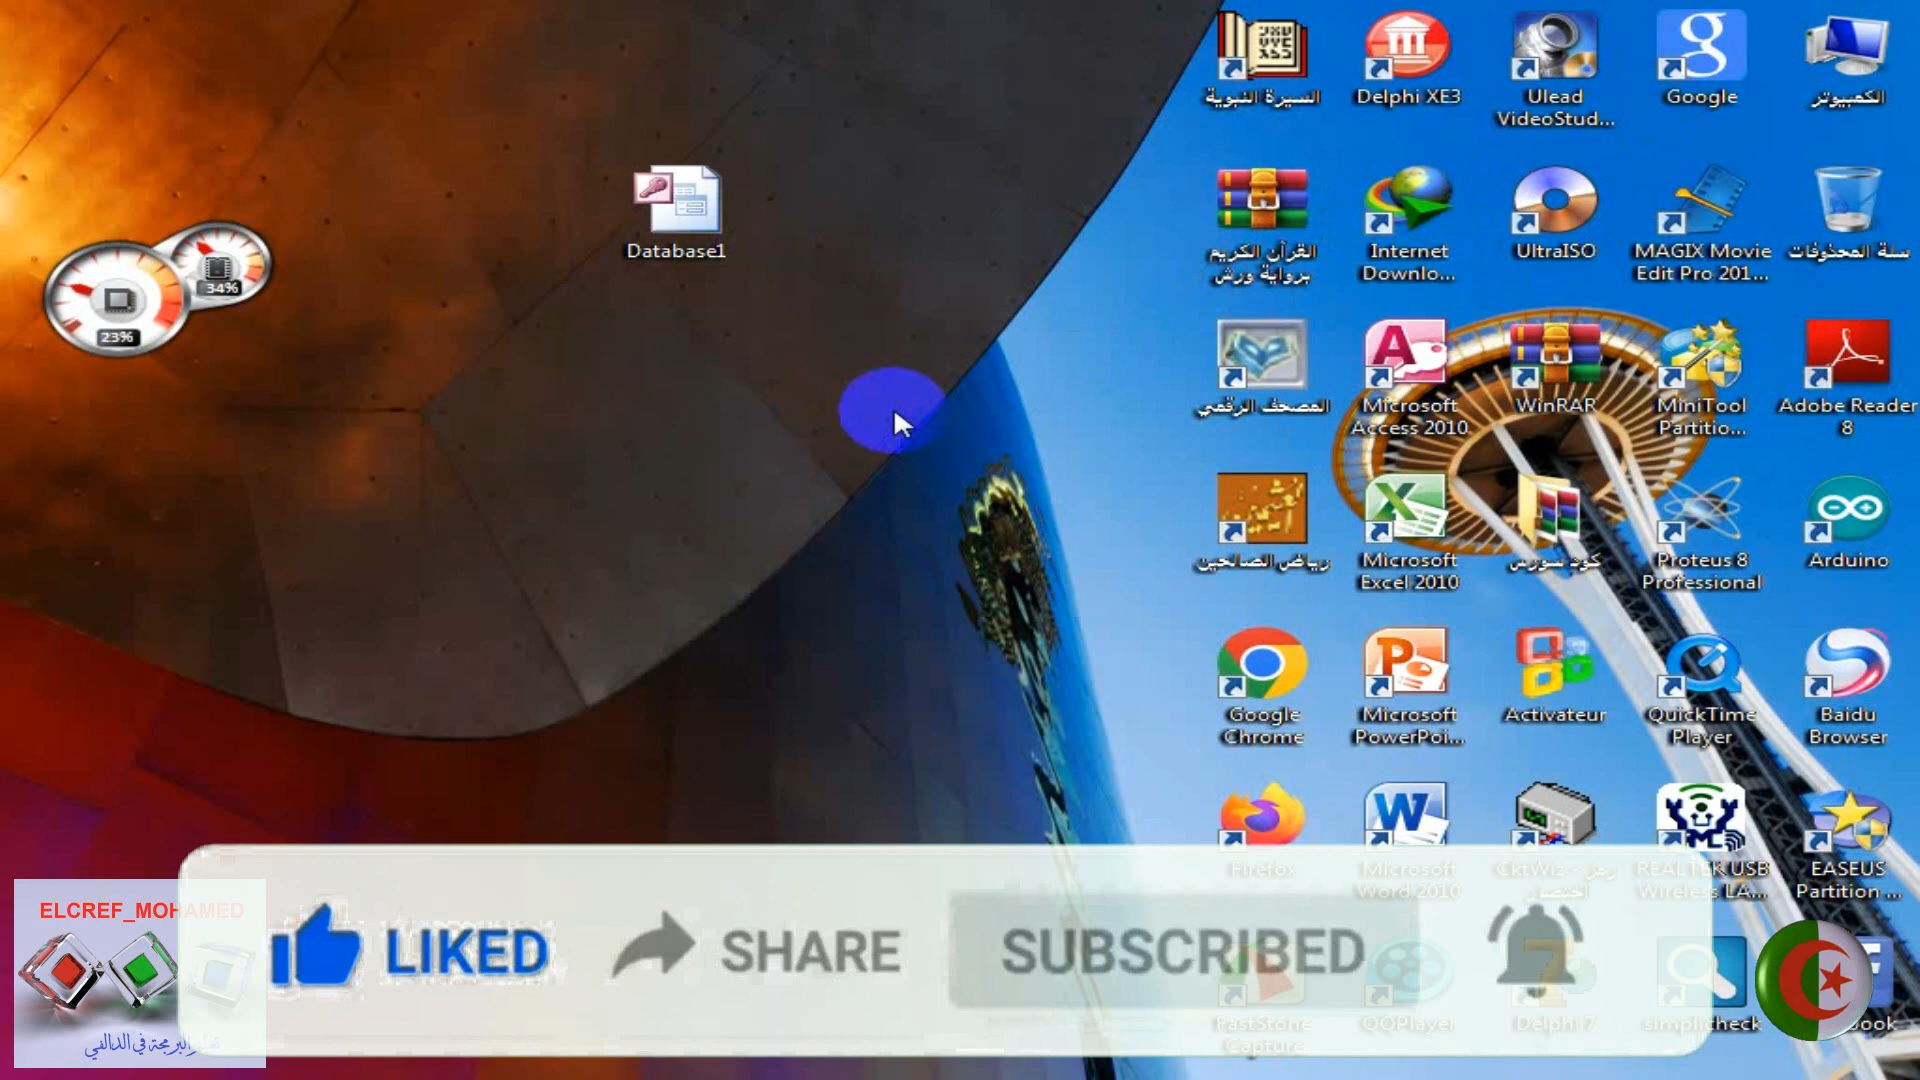 السيرة النبوية
Delphi XE3
Ulead
VideoStud...
Google
الكمبيوتر
Database1
القرآن الكريم
برواية ورش
Internet
Downlo...
UltraISO
MAGIX Movie
Edit Pro 201...
سلة المحذوفات
34%
23%
المصحف الرقمي
Microsoft
Access 2010
WinRAR
MiniTool
Partitio...
Adobe Reader
8
رياض الصالحين
Microsoft
Excel 2010
كود سورس
Proteus 8
Professional
Arduino
Google
Chrome
Microsoft
PowerPoi...
Activateur
QuickTime
Player
Baidu
Browser
Firefox
Microsoft
Word 2010
CktWiz - رمز
اختصار
REALTEK USB
Wireless LA...
EASEUS
Partition ...
ELCREF_MOHAMED
LIKED
SHARE
SUBSCRIBED
FastStone
Capture
QQPlayer
Delphi 7
simplicheck
البرمجة في الدالفي